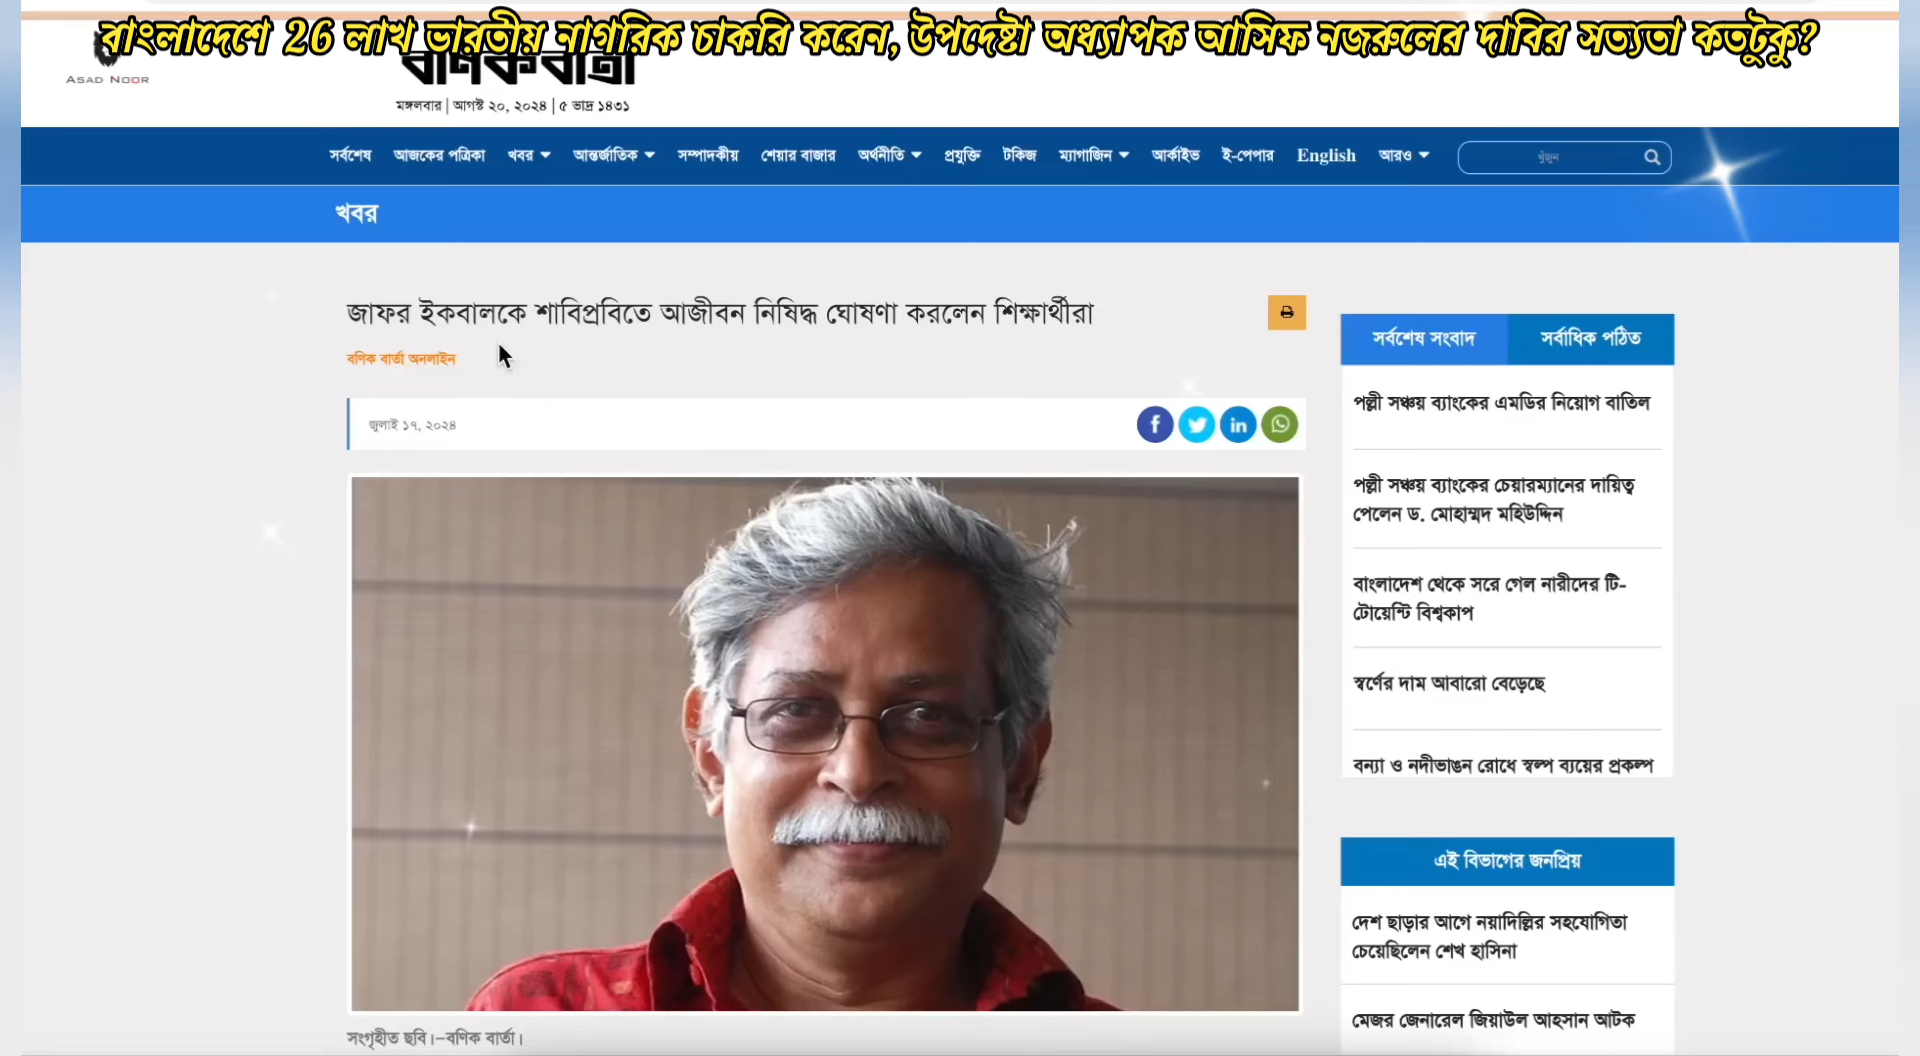 বাংলাদেশে 26 লাখ ভারতীয় নাগরিক চাকরি করেন, উপদেষ্টা অধ্যাপক আসিফ নজরুলের দাবির সত্যতা কতটুকু?
ASAD NOOR
বণিক বার্তা
মঙ্গলবার | আগস্ট ২০, ২০২৪ | ৫ ভাদ্র ১৪৩১
সর্বশেষ আজকের পত্রিকা খবর আন্তর্জাতিক সম্পাদকীয় শেয়ার বাজার অর্থনীতি প্রযুক্তি টকিজ ম্যাগাজিন আর্কাইভ ই-পেপার English আরও খুঁজুন
খবর
জাফর ইকবালকে শাবিপ্রবিতে আজীবন নিষিদ্ধ ঘোষণা করলেন শিক্ষার্থীরা
বণিক বার্তা অনলাইন
জুলাই ১৭, ২০২৪
সংগৃহীত ছবি।–বণিক বার্তা।
সর্বশেষ সংবাদ সর্বাধিক পঠিত
পল্লী সঞ্চয় ব্যাংকের এমডির নিয়োগ বাতিল
পল্লী সঞ্চয় ব্যাংকের চেয়ারম্যানের দায়িত্ব
পেলেন ড. মোহাম্মদ মহিউদ্দিন
বাংলাদেশ থেকে সরে গেল নারীদের টি-
টোয়েন্টি বিশ্বকাপ
স্বর্ণের দাম আবারো বেড়েছে
বন্যা ও নদীভাঙন রোধে স্বল্প ব্যয়ের প্রকল্প
এই বিভাগের জনপ্রিয়
দেশ ছাড়ার আগে নয়াদিল্লির সহযোগিতা
চেয়েছিলেন শেখ হাসিনা
মেজর জেনারেল জিয়াউল আহসান আটক